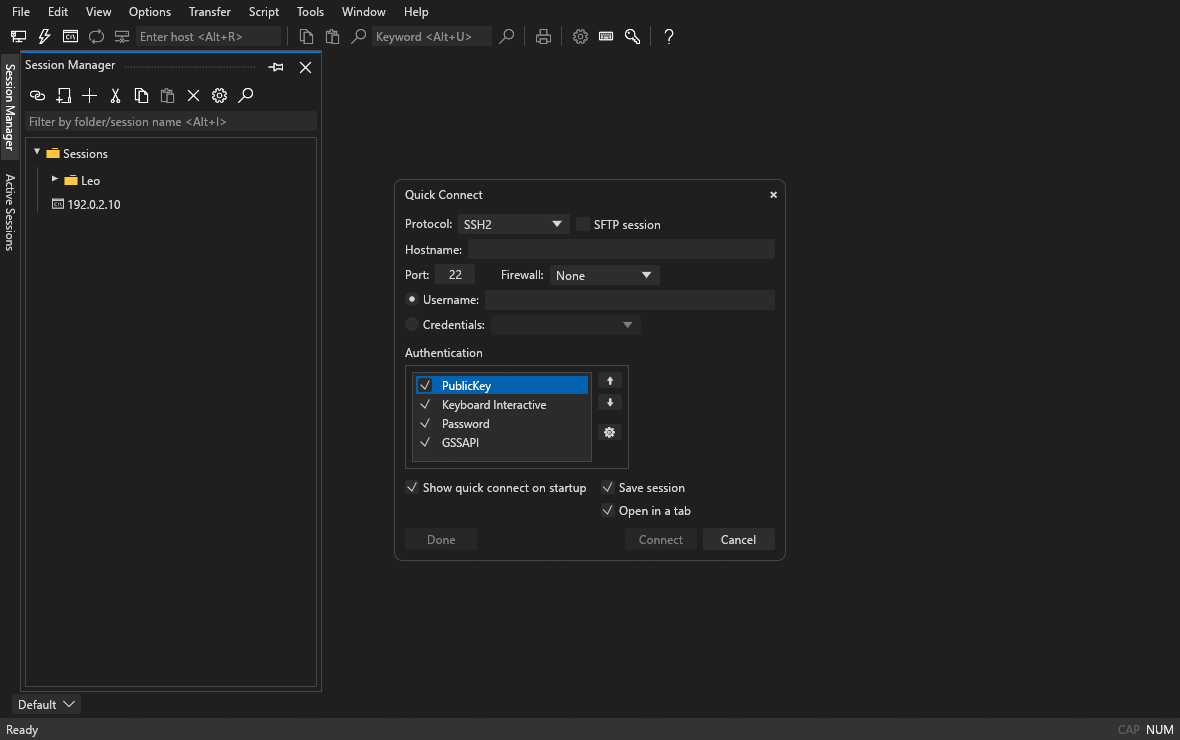 File Edit View Options Transfer Script Tools Window Help
Enter host <Alt+R> Keyword <Alt+U>
Session Manager
Active Sessions
Session Manager
Filter by folder/session name <Alt+I>
Sessions
Leo
192.0.2.10
Quick Connect
Protocol: SSH2 SFTP session
Hostname:
Port: 22 Firewall: None
Username:
Credentials:
Authentication
PublicKey
Keyboard Interactive
Password
GSSAPI
Show quick connect on startup Save session
Open in a tab
Done Connect Cancel
Default
Ready CAP NUM